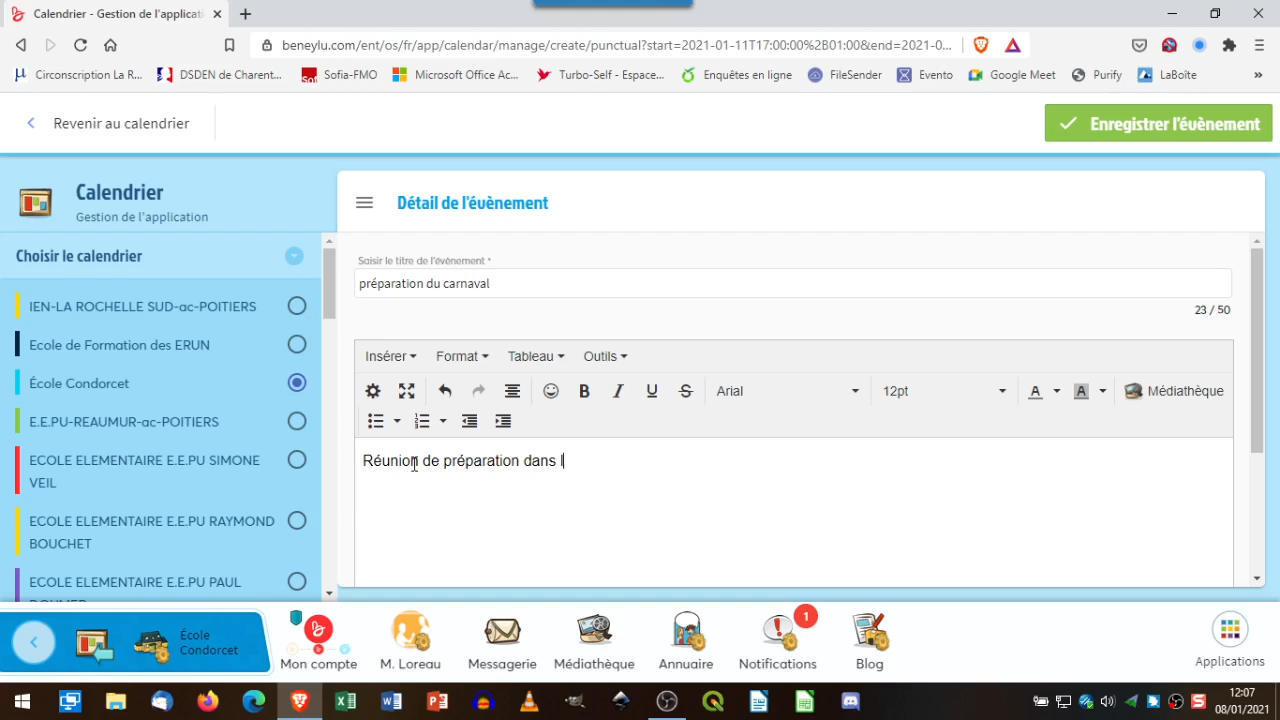 Calendrier - Gestion de l'applicati
beneylu.com/ent/os/fr/app/calendar/manage/create/punctual?start=2021-01-11T17:00:00%2B01:00&end=2021-0...
Circonscription La R...
DSDEN de Charent...
Sofia-FMO
Microsoft Office Ac...
Turbo-Self - Espace...
Enquêtes en ligne
FileSender
Evento
Google Meet
Purify
LaBoîte
»
Revenir au calendrier
Enregistrer l'évènement
Calendrier
Gestion de l'application
Choisir le calendrier
IEN-LA ROCHELLE SUD-ac-POITIERS
Ecole de Formation des ERUN
École Condorcet
E.E.PU-REAUMUR-ac-POITIERS
ECOLE ELEMENTAIRE E.E.PU SIMONE
VEIL
ECOLE ELEMENTAIRE E.E.PU RAYMOND
BOUCHET
ECOLE ELEMENTAIRE E.E.PU PAUL
DOUMER
Détail de l'évènement
Saisir le titre de l'évènement *
préparation du carnaval
23 / 50
Insérer
Format
Tableau
Outils
Arial
12pt
Médiathèque
Réunion de préparation dans l
École
Condorcet
Mon compte
M. Loreau
Messagerie
Médiathèque
Annuaire
1
Notifications
Blog
Applications
12:07
08/01/2021